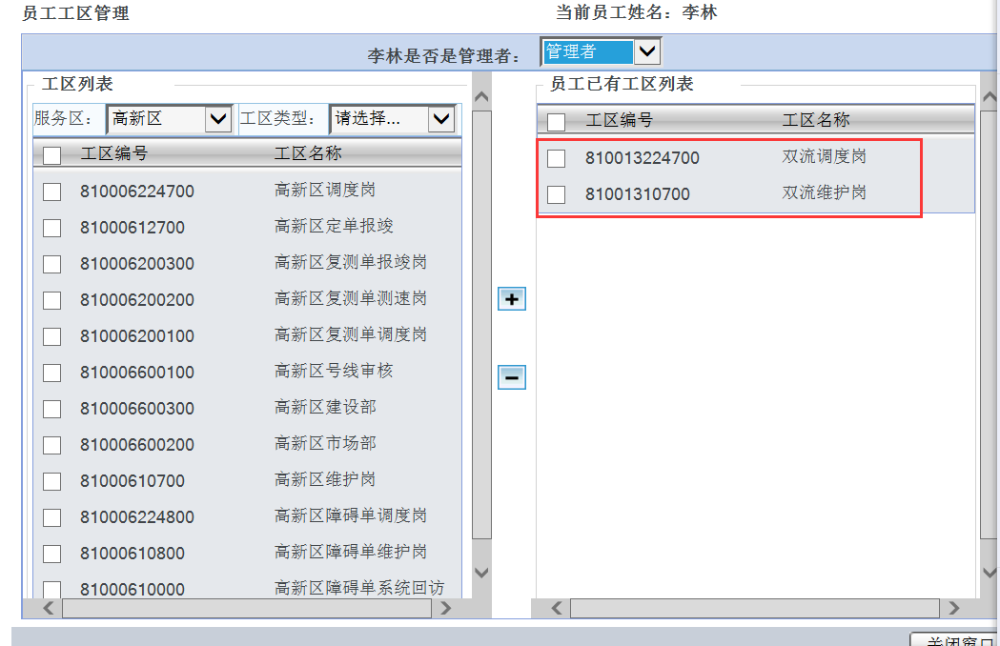 员工工区管理
当前员工姓名：李林
李林是否是管理者：
管理者
工区列表
服务区：
高新区
工区类型：
请选择...
工区编号
工区名称
810006224700
高新区调度岗
81000612700
高新区定单报竣
810006200300
高新区复测单报竣岗
810006200200
高新区复测单测速岗
810006200100
高新区复测单调度岗
810006600100
高新区号线审核
810006600300
高新区建设部
810006600200
高新区市场部
81000610700
高新区维护岗
810006224800
高新区障碍单调度岗
81000610800
高新区障碍单维护岗
81000610000
高新区障碍单系统回访
员工已有工区列表
工区编号
工区名称
810013224700
双流调度岗
81001310700
双流维护岗
关闭窗口